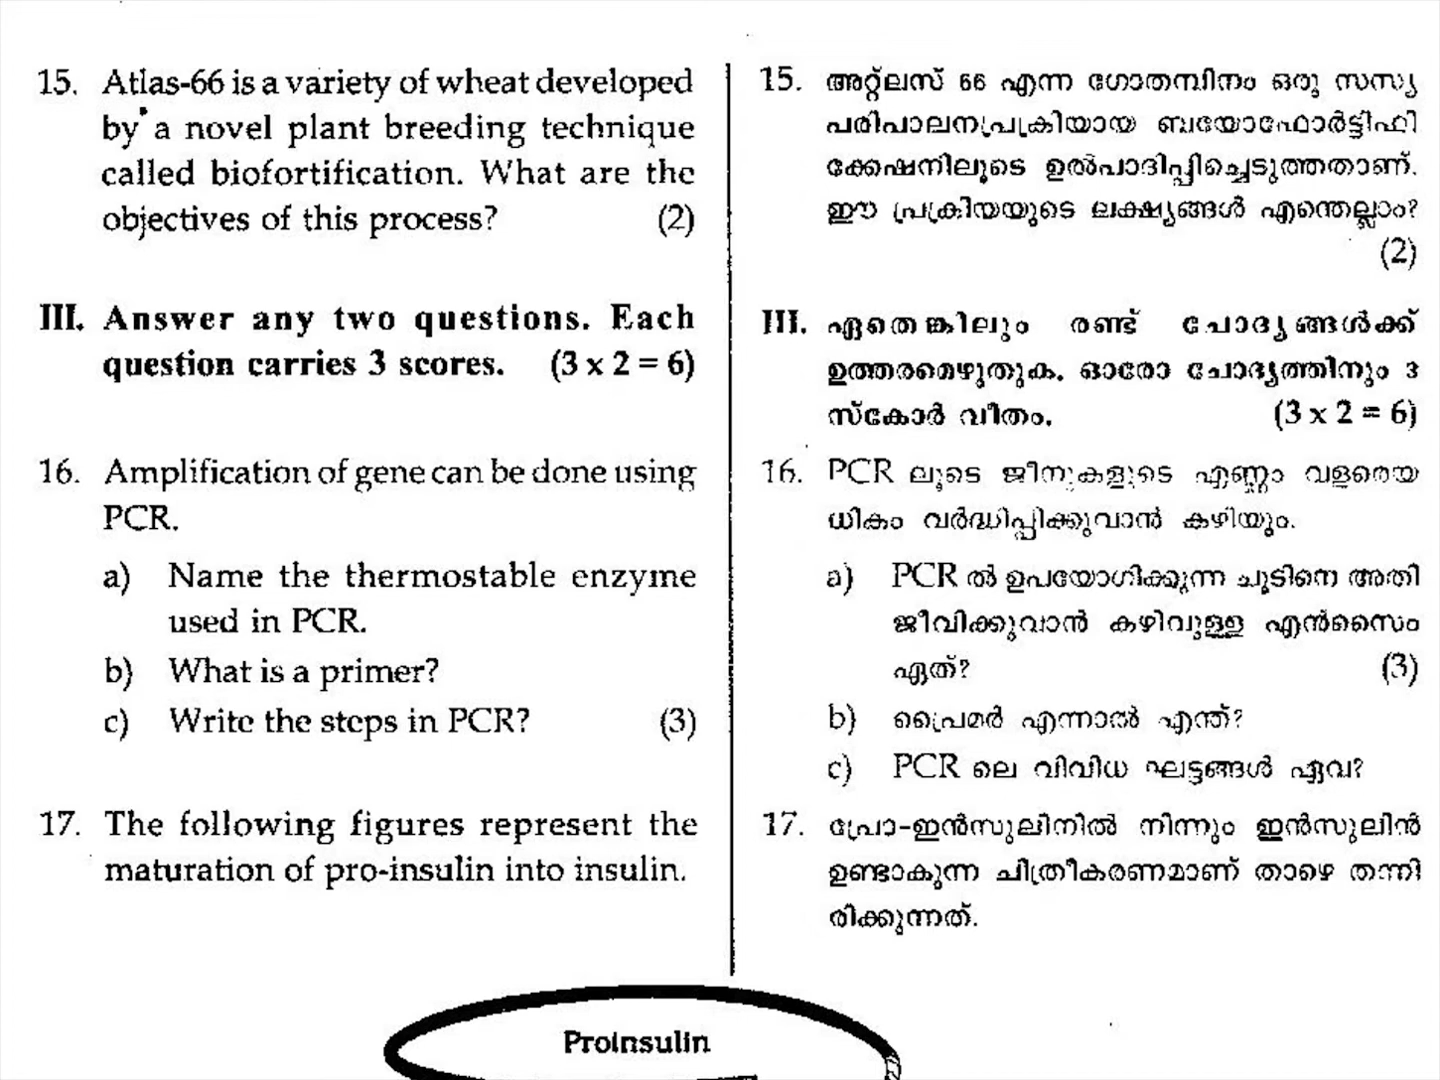 15. Atlas-66 is a variety of wheat developed
by a novel plant breeding technique
called biofortification. What are the
objectives of this process? (2)
III. Answer any two questions. Each
question carries 3 scores. (3 x 2 = 6)
16. Amplification of gene can be done using
PCR.
a) Name the thermostable enzyme
used in PCR.
b) What is a primer?
c) Write the steps in PCR? (3)
17. The following figures represent the
maturation of pro-insulin into insulin.
15. അറ്റ്ലസ് 66 എന്ന ഗോതമ്പിനം ഒരു സസ്യ
പരിപാലനപ്രക്രിയായ ബയോഫോർട്ടിഫി
ക്കേഷനിലൂടെ ഉൽപാദിപ്പിച്ചെടുത്തതാണ്.
ഈ പ്രക്രിയയുടെ ലക്ഷ്യങ്ങൾ എന്തെല്ലാം?
(2)
III. ഏതെങ്കിലും രണ്ട് ചോദ്യങ്ങൾക്ക്
ഉത്തരമെഴുതുക. ഓരോ ചോദ്യത്തിനും 3
സ്കോർ വീതം. (3 x 2 = 6)
16. PCR ലൂടെ ജീനുകളുടെ എണ്ണം വളരെയ
ധികം വർദ്ധിപ്പിക്കുവാൻ കഴിയും.
a) PCR ൽ ഉപയോഗിക്കുന്ന ചൂടിനെ അതി
ജീവിക്കുവാൻ കഴിവുള്ള എൻസൈം
ഏത്? (3)
b) പ്രൈമർ എന്നാൽ എന്ത്?
c) PCR ലെ വിവിധ ഘട്ടങ്ങൾ ഏവ?
17. പ്രോ-ഇൻസുലിനിൽ നിന്നും ഇൻസുലിൻ
ഉണ്ടാകുന്ന ചിത്രീകരണമാണ് താഴെ തന്നി
രിക്കുന്നത്.
Proinsulin